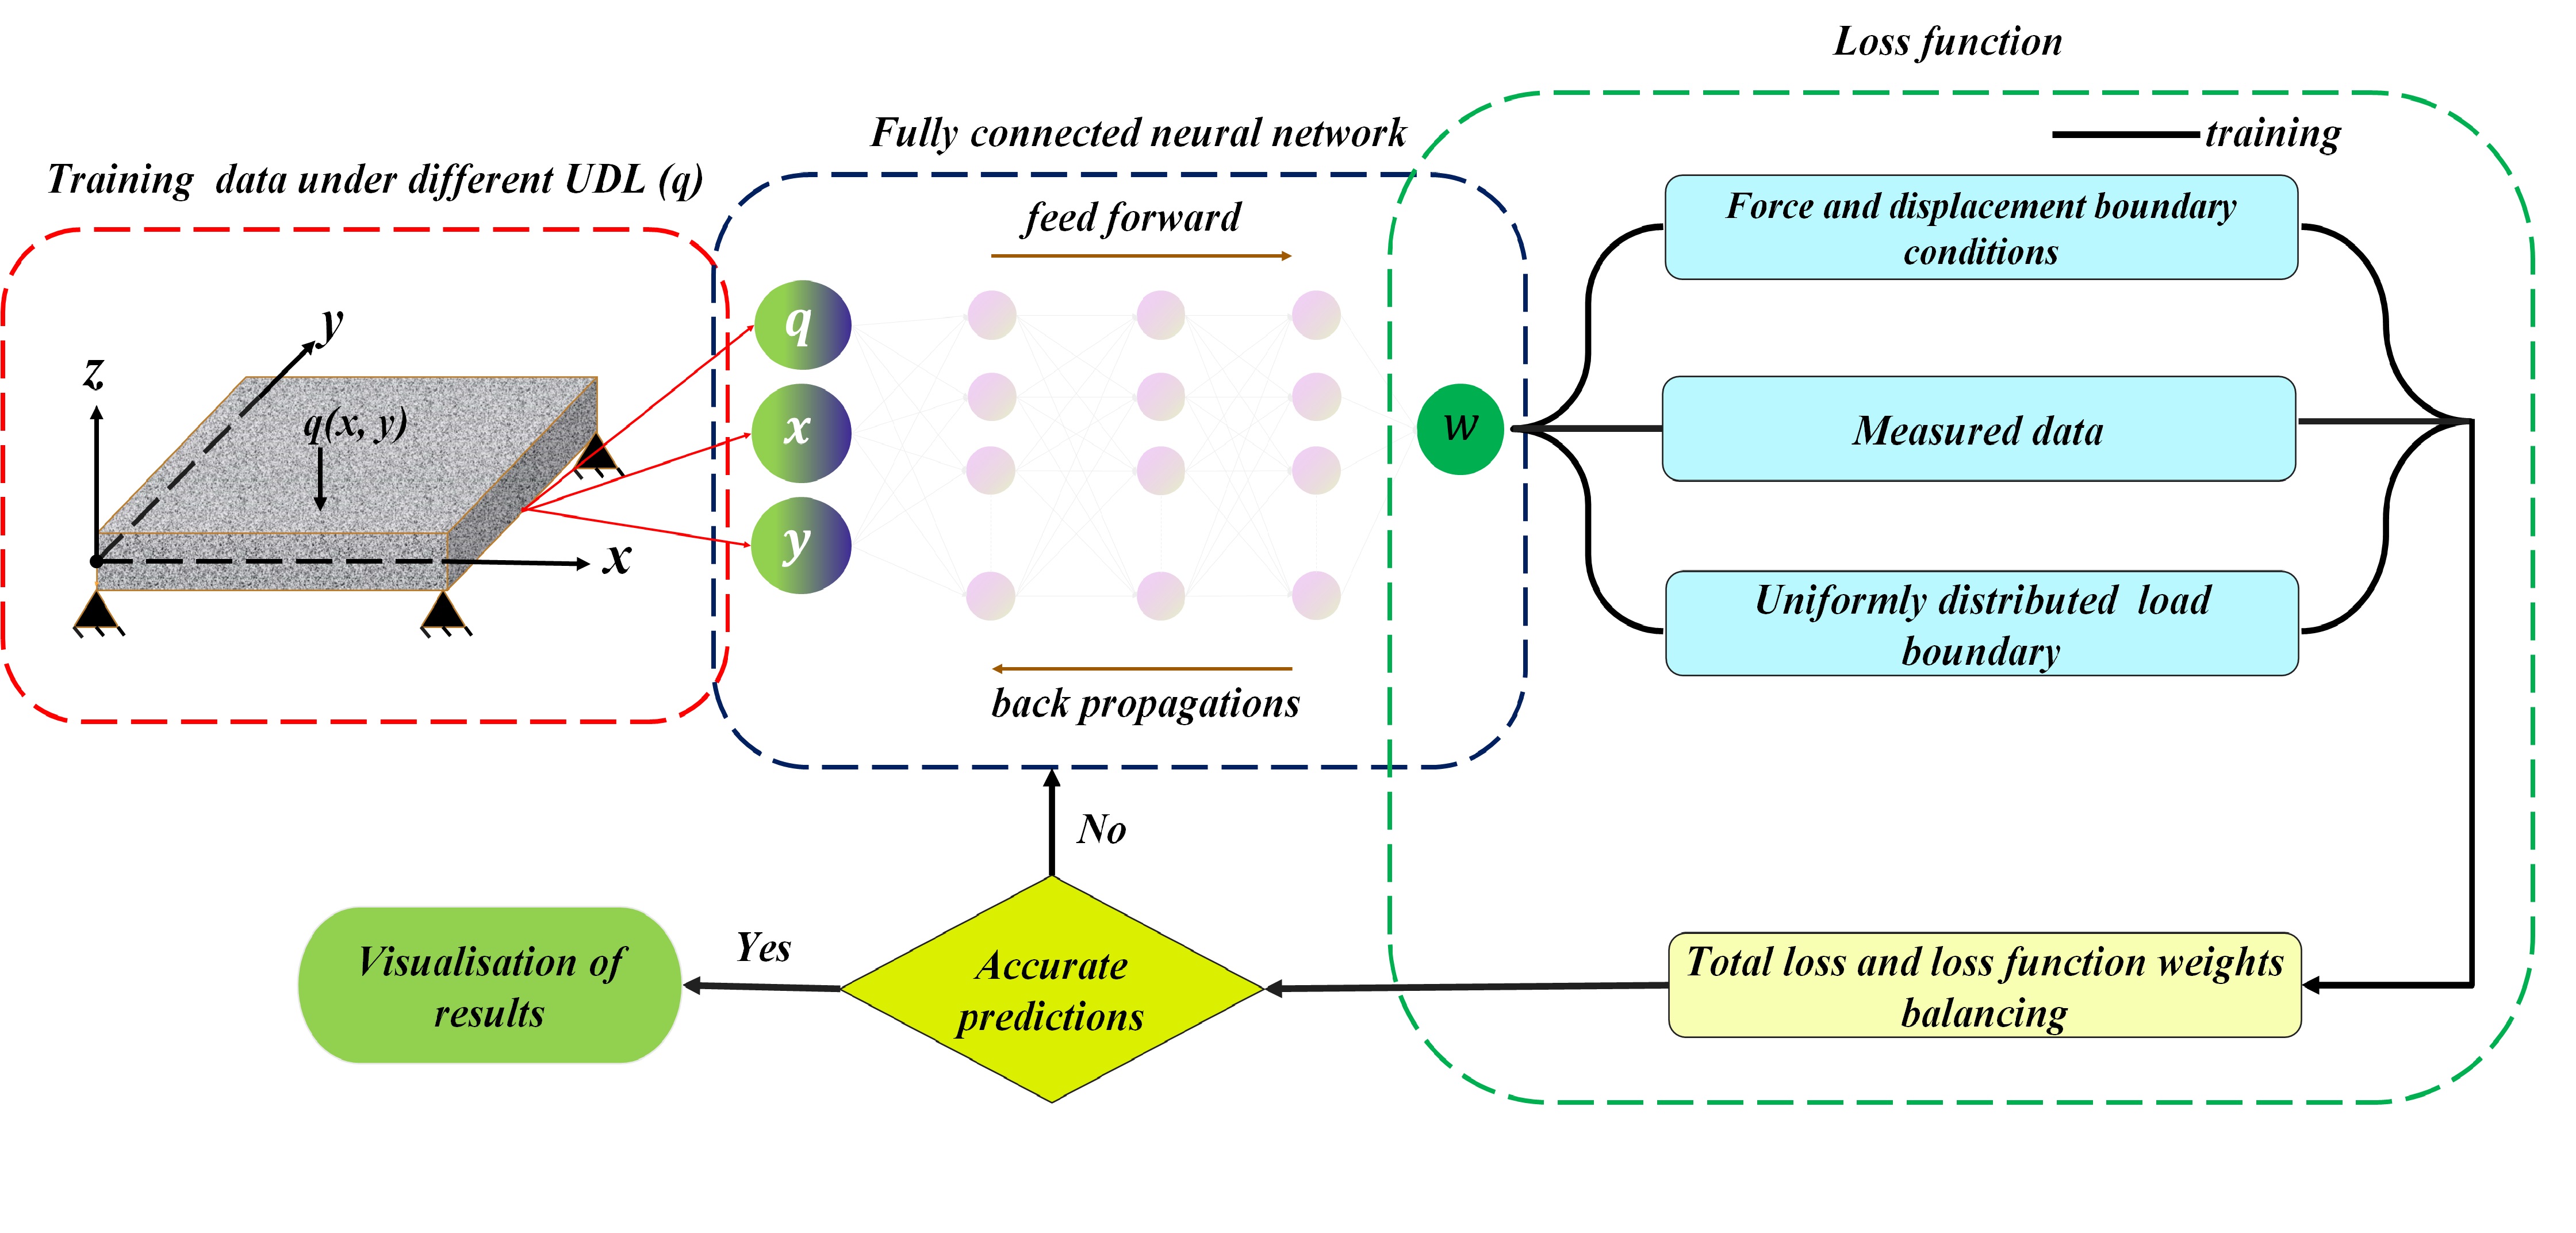 Loss function
training
Fully connected neural network
Training data under different UDL (q)
feed forward
Force and displacement boundary
conditions
z
y
q(x, y)
x
q
x
y
w
Measured data
Uniformly distributed load
boundary
back propagations
No
Yes
Visualisation of
results
Accurate
predictions
Total loss and loss function weights
balancing